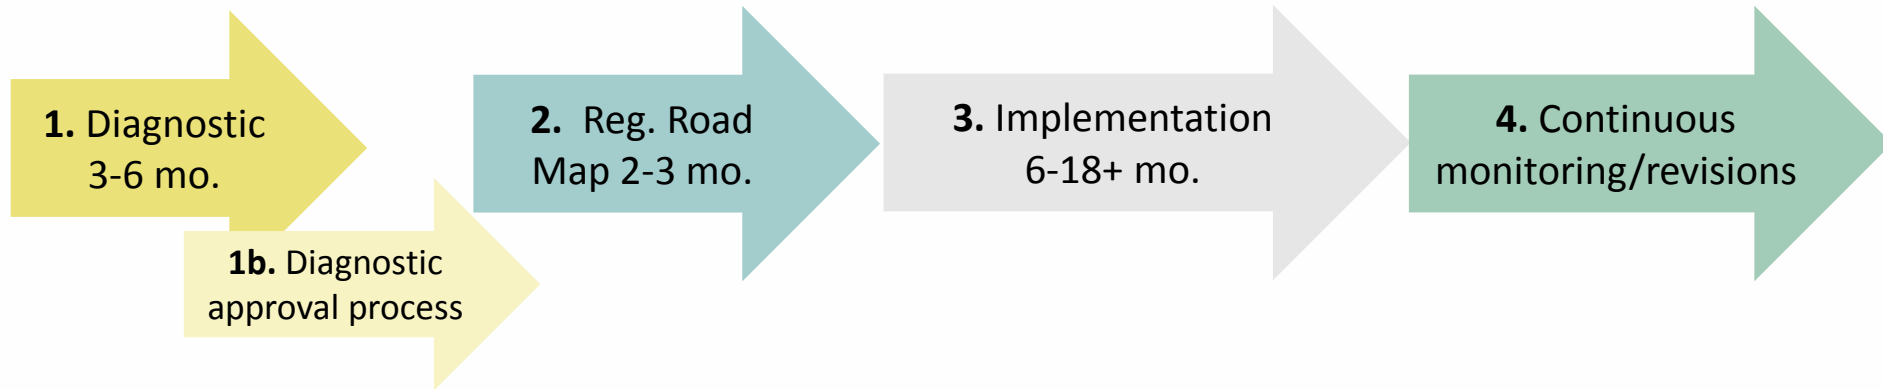 1. Diagnostic
3-6 mo.
1b. Diagnostic
approval process
2. Reg. Road
Map 2-3 mo.
3. Implementation
6-18+ mo.
4. Continuous
monitoring/revisions